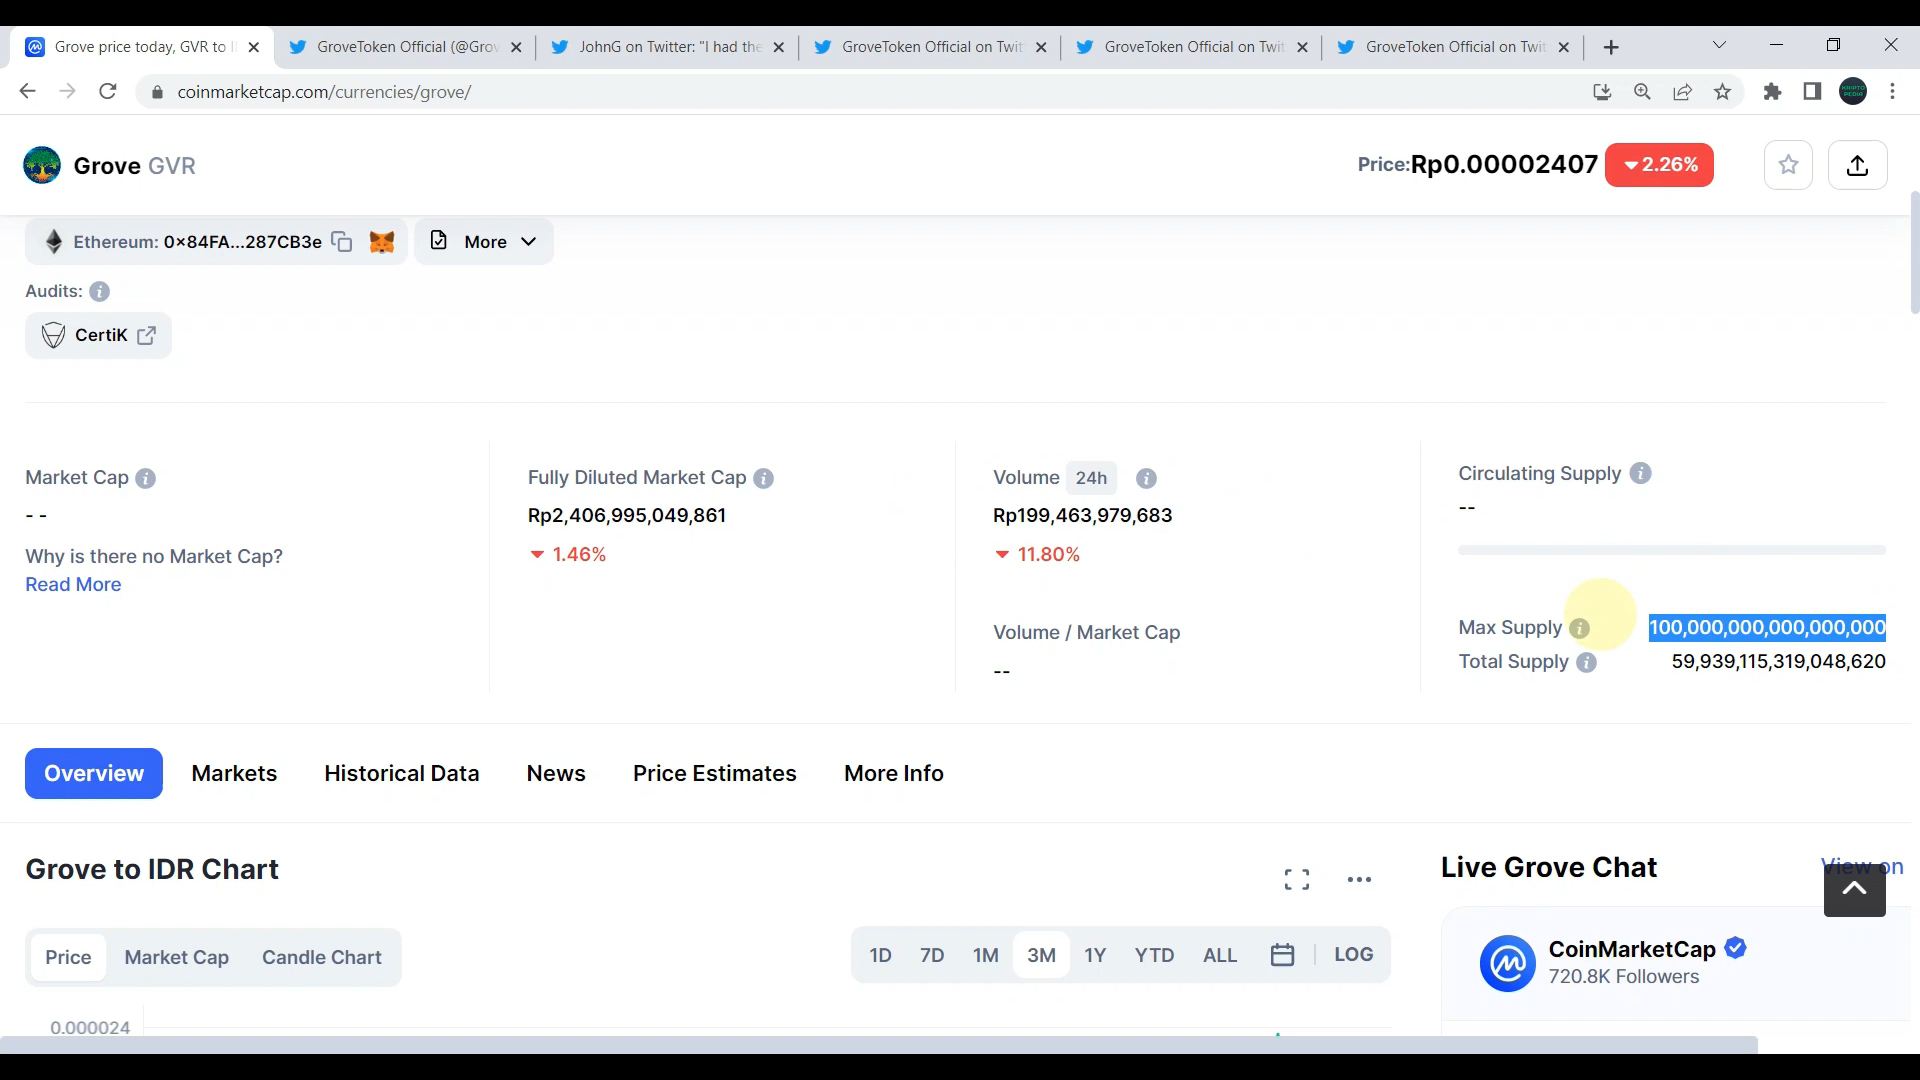 Grove price today, GVR to I
GroveToken Official (@Grov
JohnG on Twitter: "I had the
GroveToken Official on Twit
GroveToken Official on Twit
GroveToken Official on Twit
coinmarketcap.com/currencies/grove/
Grove GVR
Price:Rp0.00002407
2.26%
Ethereum: 0×84FA...287CB3e
More
Audits:
CertiK
Market Cap
- -
Why is there no Market Cap?
Read More
Fully Diluted Market Cap
Rp2,406,995,049,861
1.46%
Volume 24h
Rp199,463,979,683
11.80%
Volume / Market Cap
--
Circulating Supply
--
Max Supply 100,000,000,000,000,000
Total Supply 59,939,115,319,048,620
Overview Markets Historical Data News Price Estimates More Info
Grove to IDR Chart
Price Market Cap Candle Chart
1D 7D 1M 3M 1Y YTD ALL LOG
0.000024
Live Grove Chat
View on
CoinMarketCap
720.8K Followers